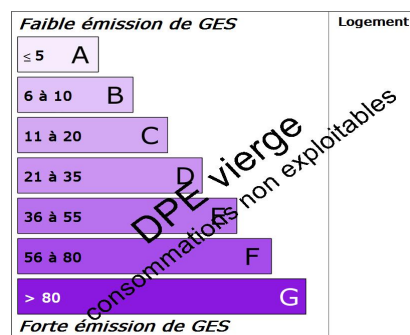 Faible émission de GES
Logement
≤ 5 A
6 à 10 B
11 à 20 C
21 à 35 D
36 à 55 E
56 à 80 F
> 80 G
Forte émission de GES
DPE vierge
consommations non exploitables